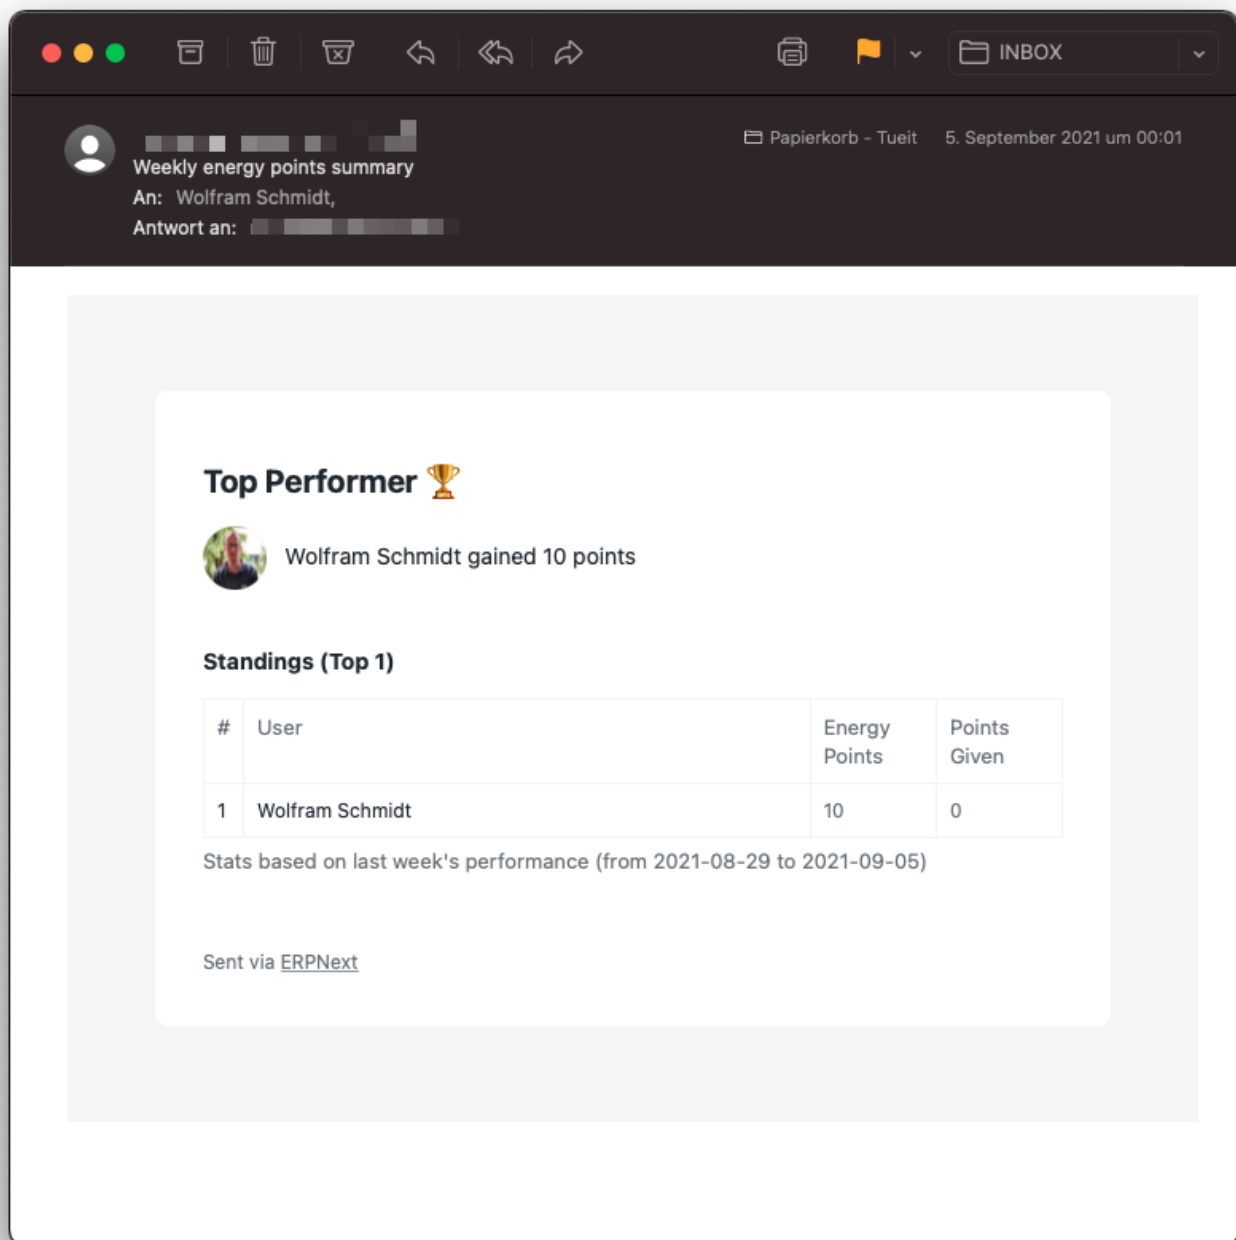 INBOX
Papierkorb - Tueit 5. September 2021 um 00:01
Weekly energy points summary
An: Wolfram Schmidt,
Antwort an:
Top Performer 🏆
Wolfram Schmidt gained 10 points
Standings (Top 1)
# User Energy Points Points Given
1 Wolfram Schmidt 10 0
Stats based on last week's performance (from 2021-08-29 to 2021-09-05)
Sent via ERPNext